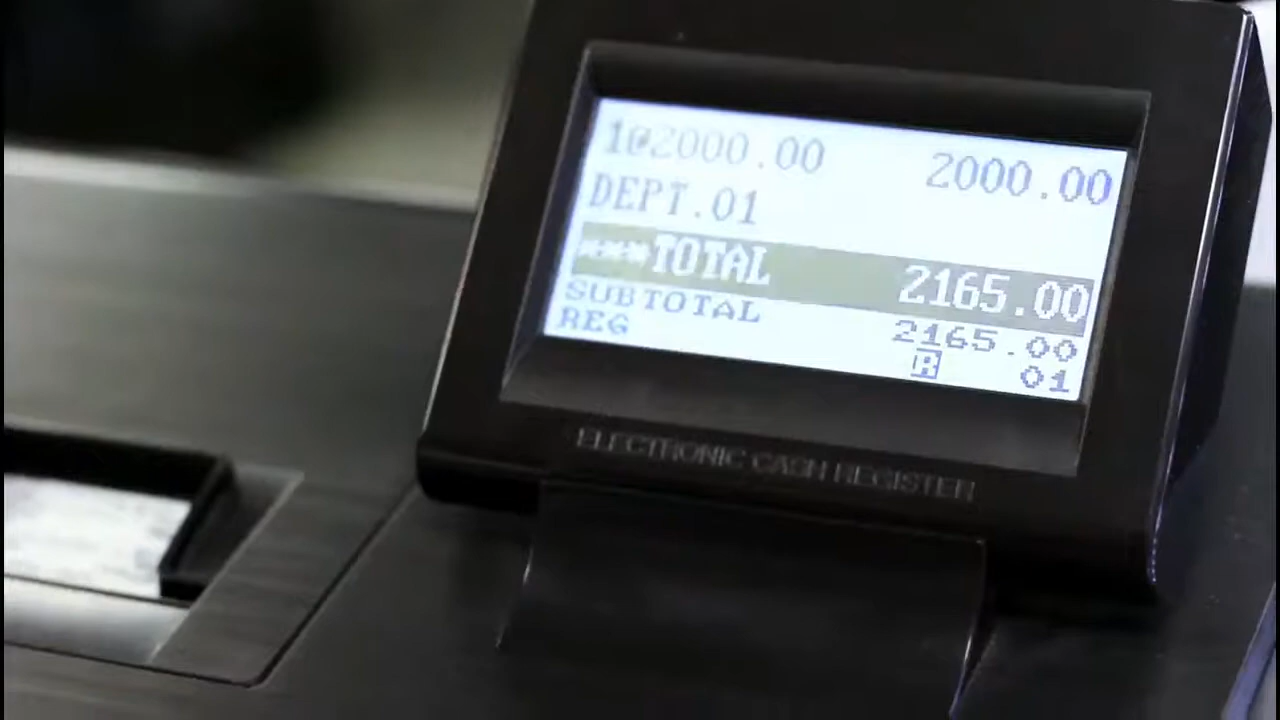 1@2000.00 2000.00
DEPT.01
***TOTAL 2165.00
SUBTOTAL 2165.00
REG R 01
ELECTRONIC CASH REGISTER